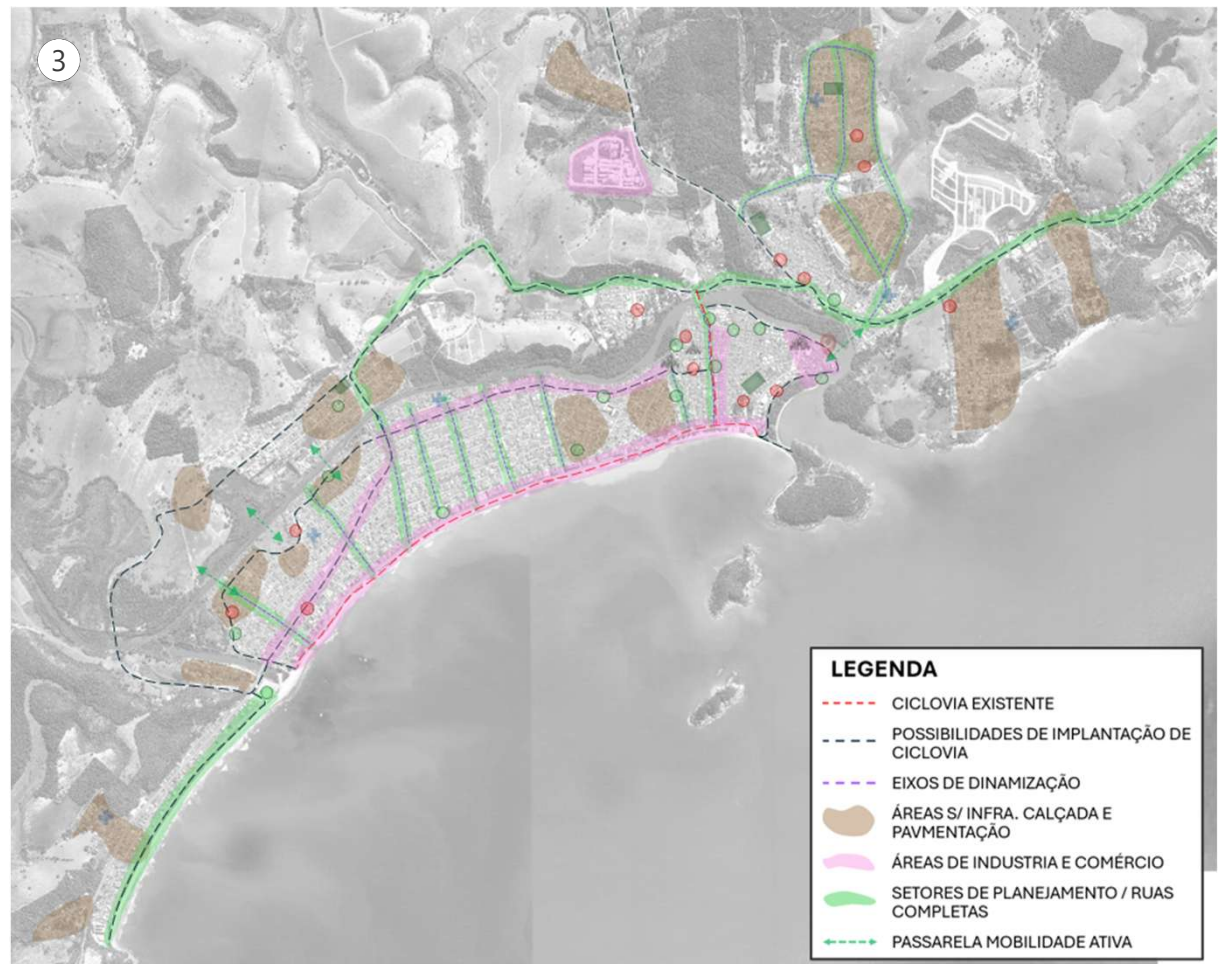 3
LEGENDA
CICLOVIA EXISTENTE
POSSIBILIDADES DE IMPLANTAÇÃO DE
CICLOVIA
EIXOS DE DINAMIZAÇÃO
ÁREAS S/ INFRA. CALÇADA E
PAVMENTAÇÃO
ÁREAS DE INDUSTRIA E COMÉRCIO
SETORES DE PLANEJAMENTO / RUAS
COMPLETAS
PASSARELA MOBILIDADE ATIVA